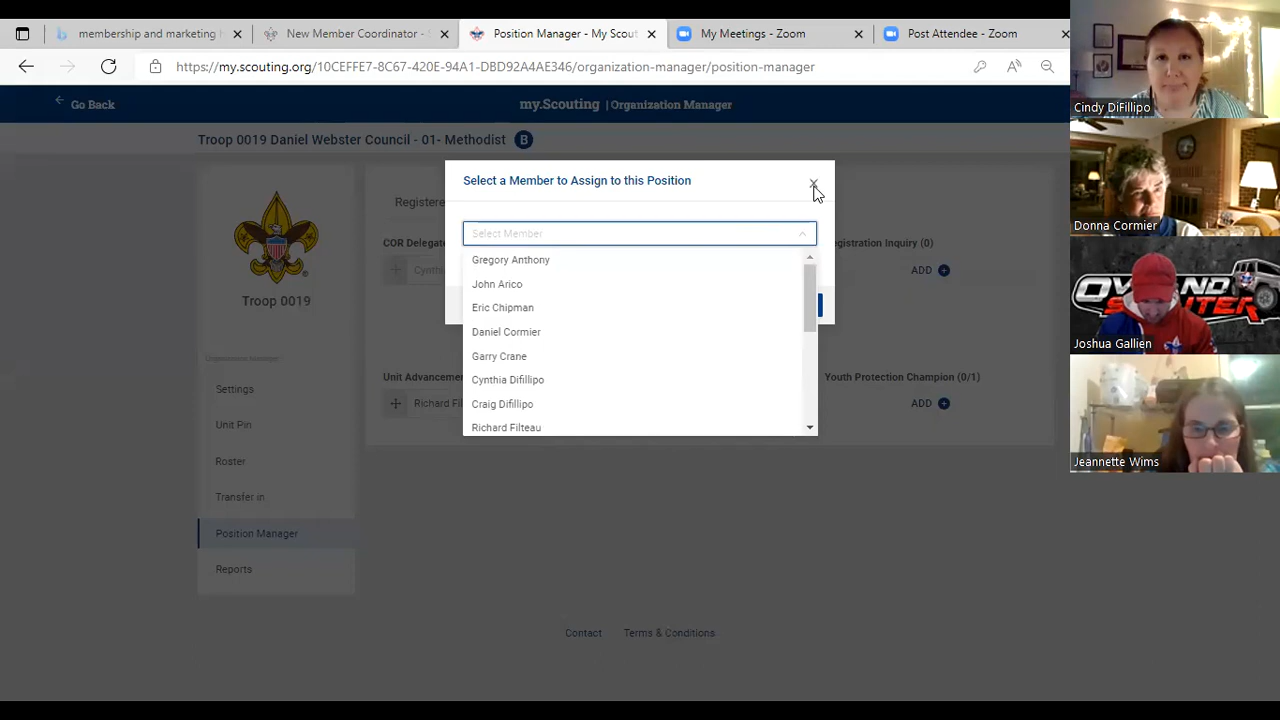 membership and marketing
New Member Coordinator -
Position Manager - My Scout
My Meetings - Zoom
Post Attendee - Zoom
https://my.scouting.org/10CEFFE7-8C67-420E-94A1-DBD92A4AE346/organization-manager/position-manager
Go Back
my.Scouting | Organization Manager
Troop 0019 Daniel Webster Council - 01- Methodist B
Troop 0019
Organization Manager
Settings
Unit Pin
Roster
Transfer in
Position Manager
Reports
Registere
COR Delegate
Cynth
Unit Advancemen
Richard Fil
Select a Member to Assign to this Position
Select Member
Gregory Anthony
John Arico
Eric Chipman
Daniel Cormier
Garry Crane
Cynthia Difillipo
Craig Difillipo
Richard Filteau
egistration Inquiry (0)
ADD
Youth Protection Champion (0/1)
ADD
Contact
Terms & Conditions
Cindy DiFillipo
Donna Cormier
Joshua Gallien
Jeannette Wims